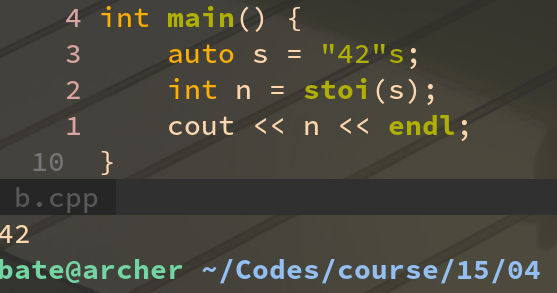 4 int main() {
3     auto s = "42"s;
2     int n = stoi(s);
1     cout << n << endl;
10 }
b.cpp
42
bate@archer ~/Codes/course/15/04